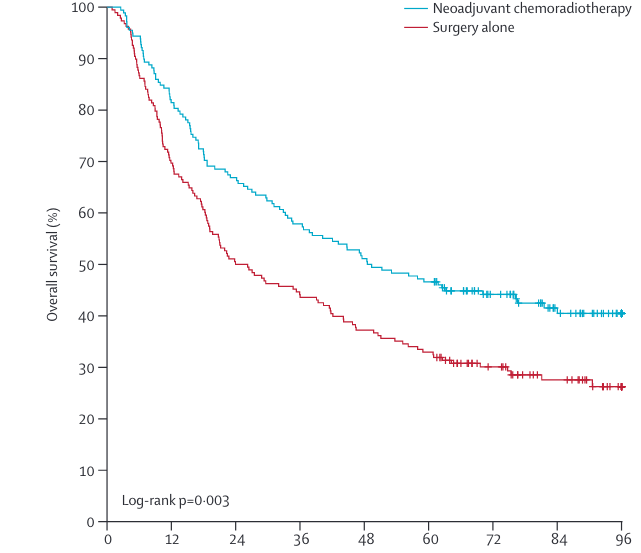 Neoadjuvant chemoradiotherapy
Surgery alone
100
90
80
70
60
50
40
30
20
10
0
Overall survival (%)
Log-rank p=0·003
0 12 24 36 48 60 72 84 96